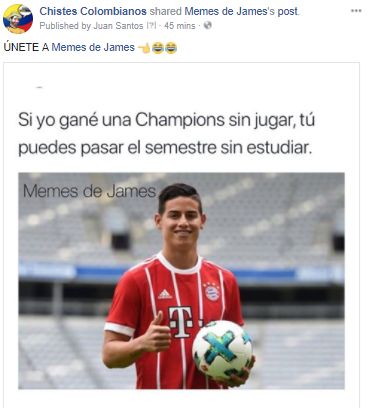 Chistes Colombianos shared Memes de James's post.
Published by Juan Santos [?] · 45 mins ·
ÚNETE A Memes de James 👈😂😂
Si yo gané una Champions sin jugar, tú
puedes pasar el semestre sin estudiar.
Memes de James
adidas
T